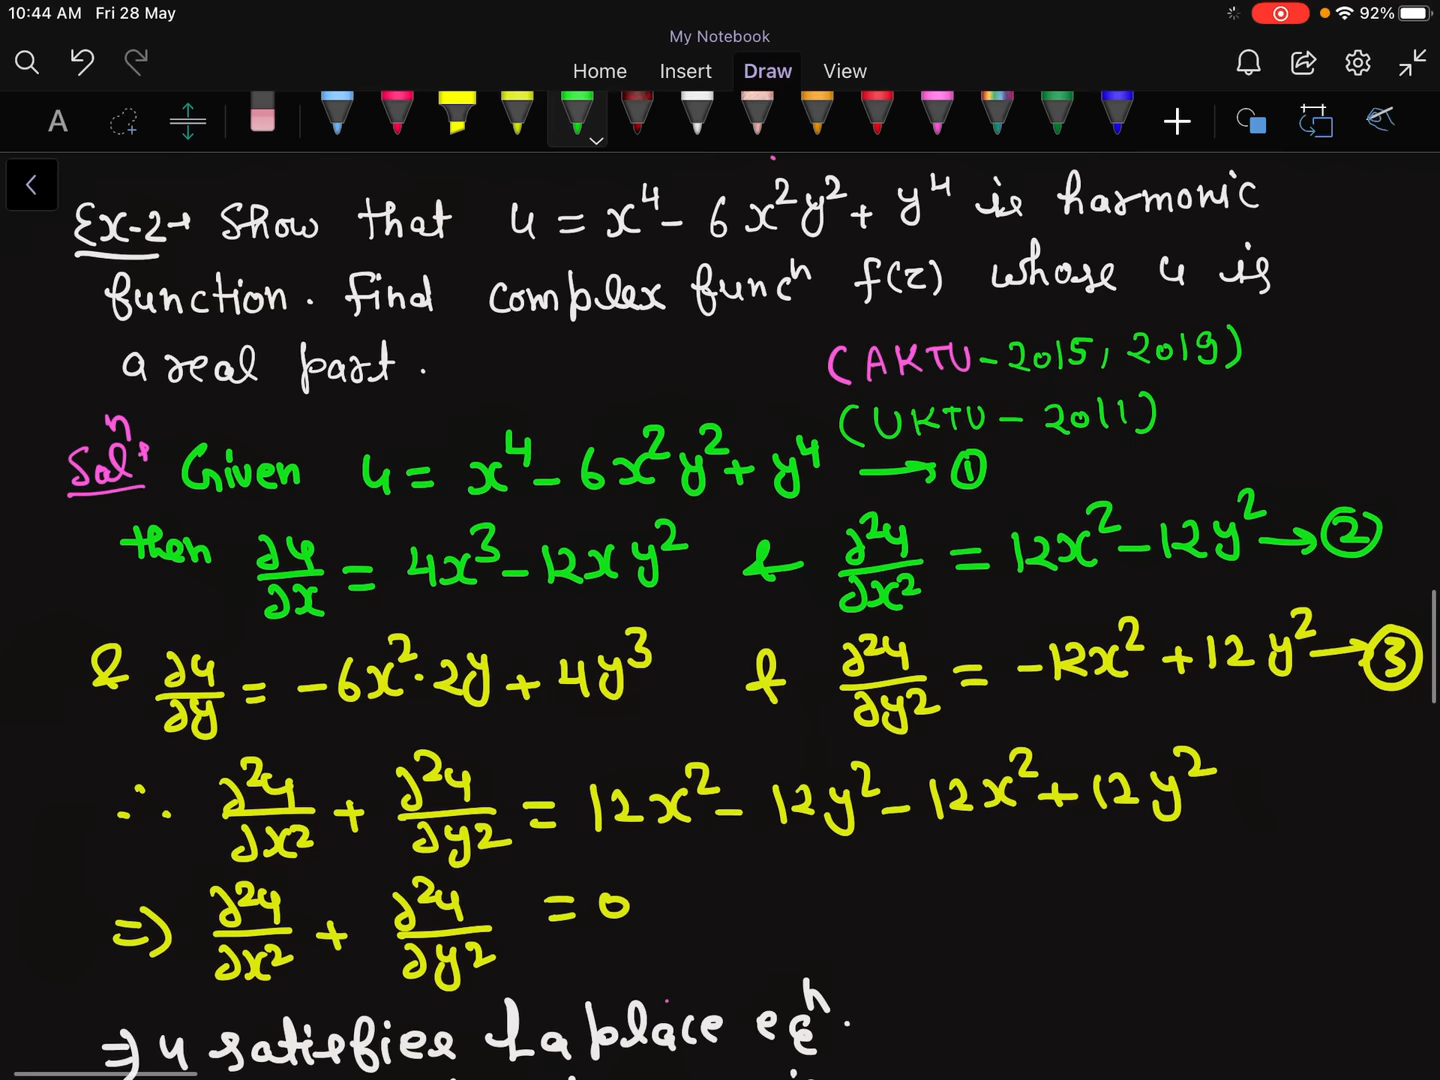 10:44 AM Fri 28 May
92%
My Notebook
Home Insert Draw View
A
Ex-2→ Show that u = x⁴ - 6x²y² + y⁴ is harmonic
function. Find complex funcⁿ f(z) whose u is
a real part.
(AKTU-2015, 2019)
(UKTU-2011)
Solⁿ→ Given u = x⁴ - 6x²y² + y⁴ → ①
then ∂u/∂x = 4x³ - 12xy² & ∂²u/∂x² = 12x² - 12y² → ②
& ∂u/∂y = -6x²·2y + 4y³ & ∂²u/∂y² = -12x² + 12y² → ③
∴ ∂²u/∂x² + ∂²u/∂y² = 12x² - 12y² - 12x² + 12y²
⇒ ∂²u/∂x² + ∂²u/∂y² = 0
⇒ u satisfies Laplace eqⁿ.